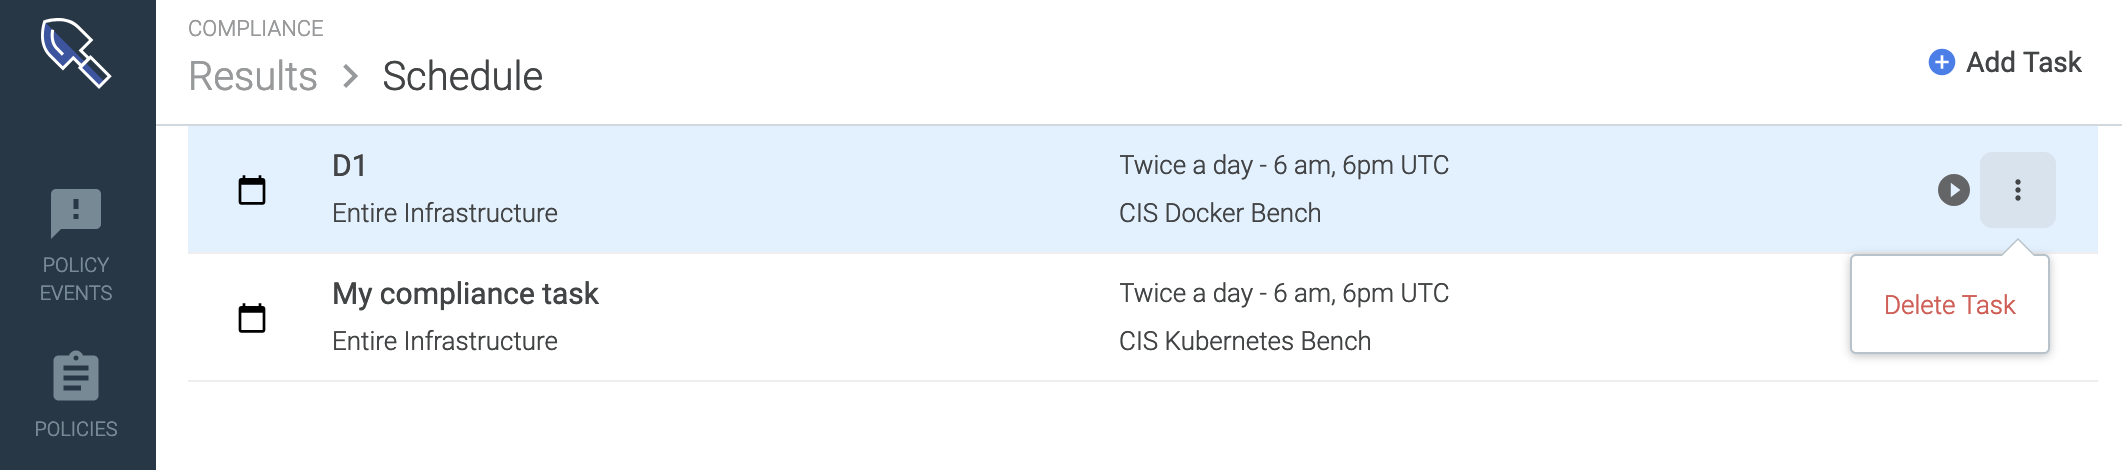 COMPLIANCE
Results > Schedule
Add Task
POLICY
EVENTS
POLICIES
D1
Entire Infrastructure
Twice a day - 6 am, 6pm UTC
CIS Docker Bench
My compliance task
Entire Infrastructure
Twice a day - 6 am, 6pm UTC
CIS Kubernetes Bench
Delete Task